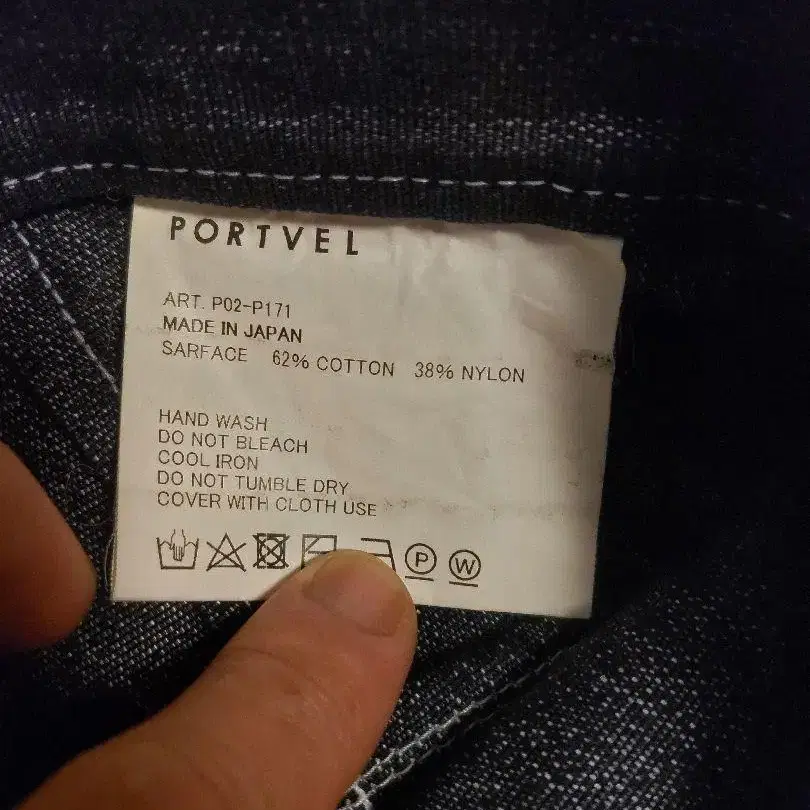 PORTVEL
ART. P02-P171
MADE IN JAPAN
SARFACE 62% COTTON 38% NYLON
HAND WASH
DO NOT BLEACH
COOL IRON
DO NOT TUMBLE DRY
COVER WITH CLOTH USE
P W